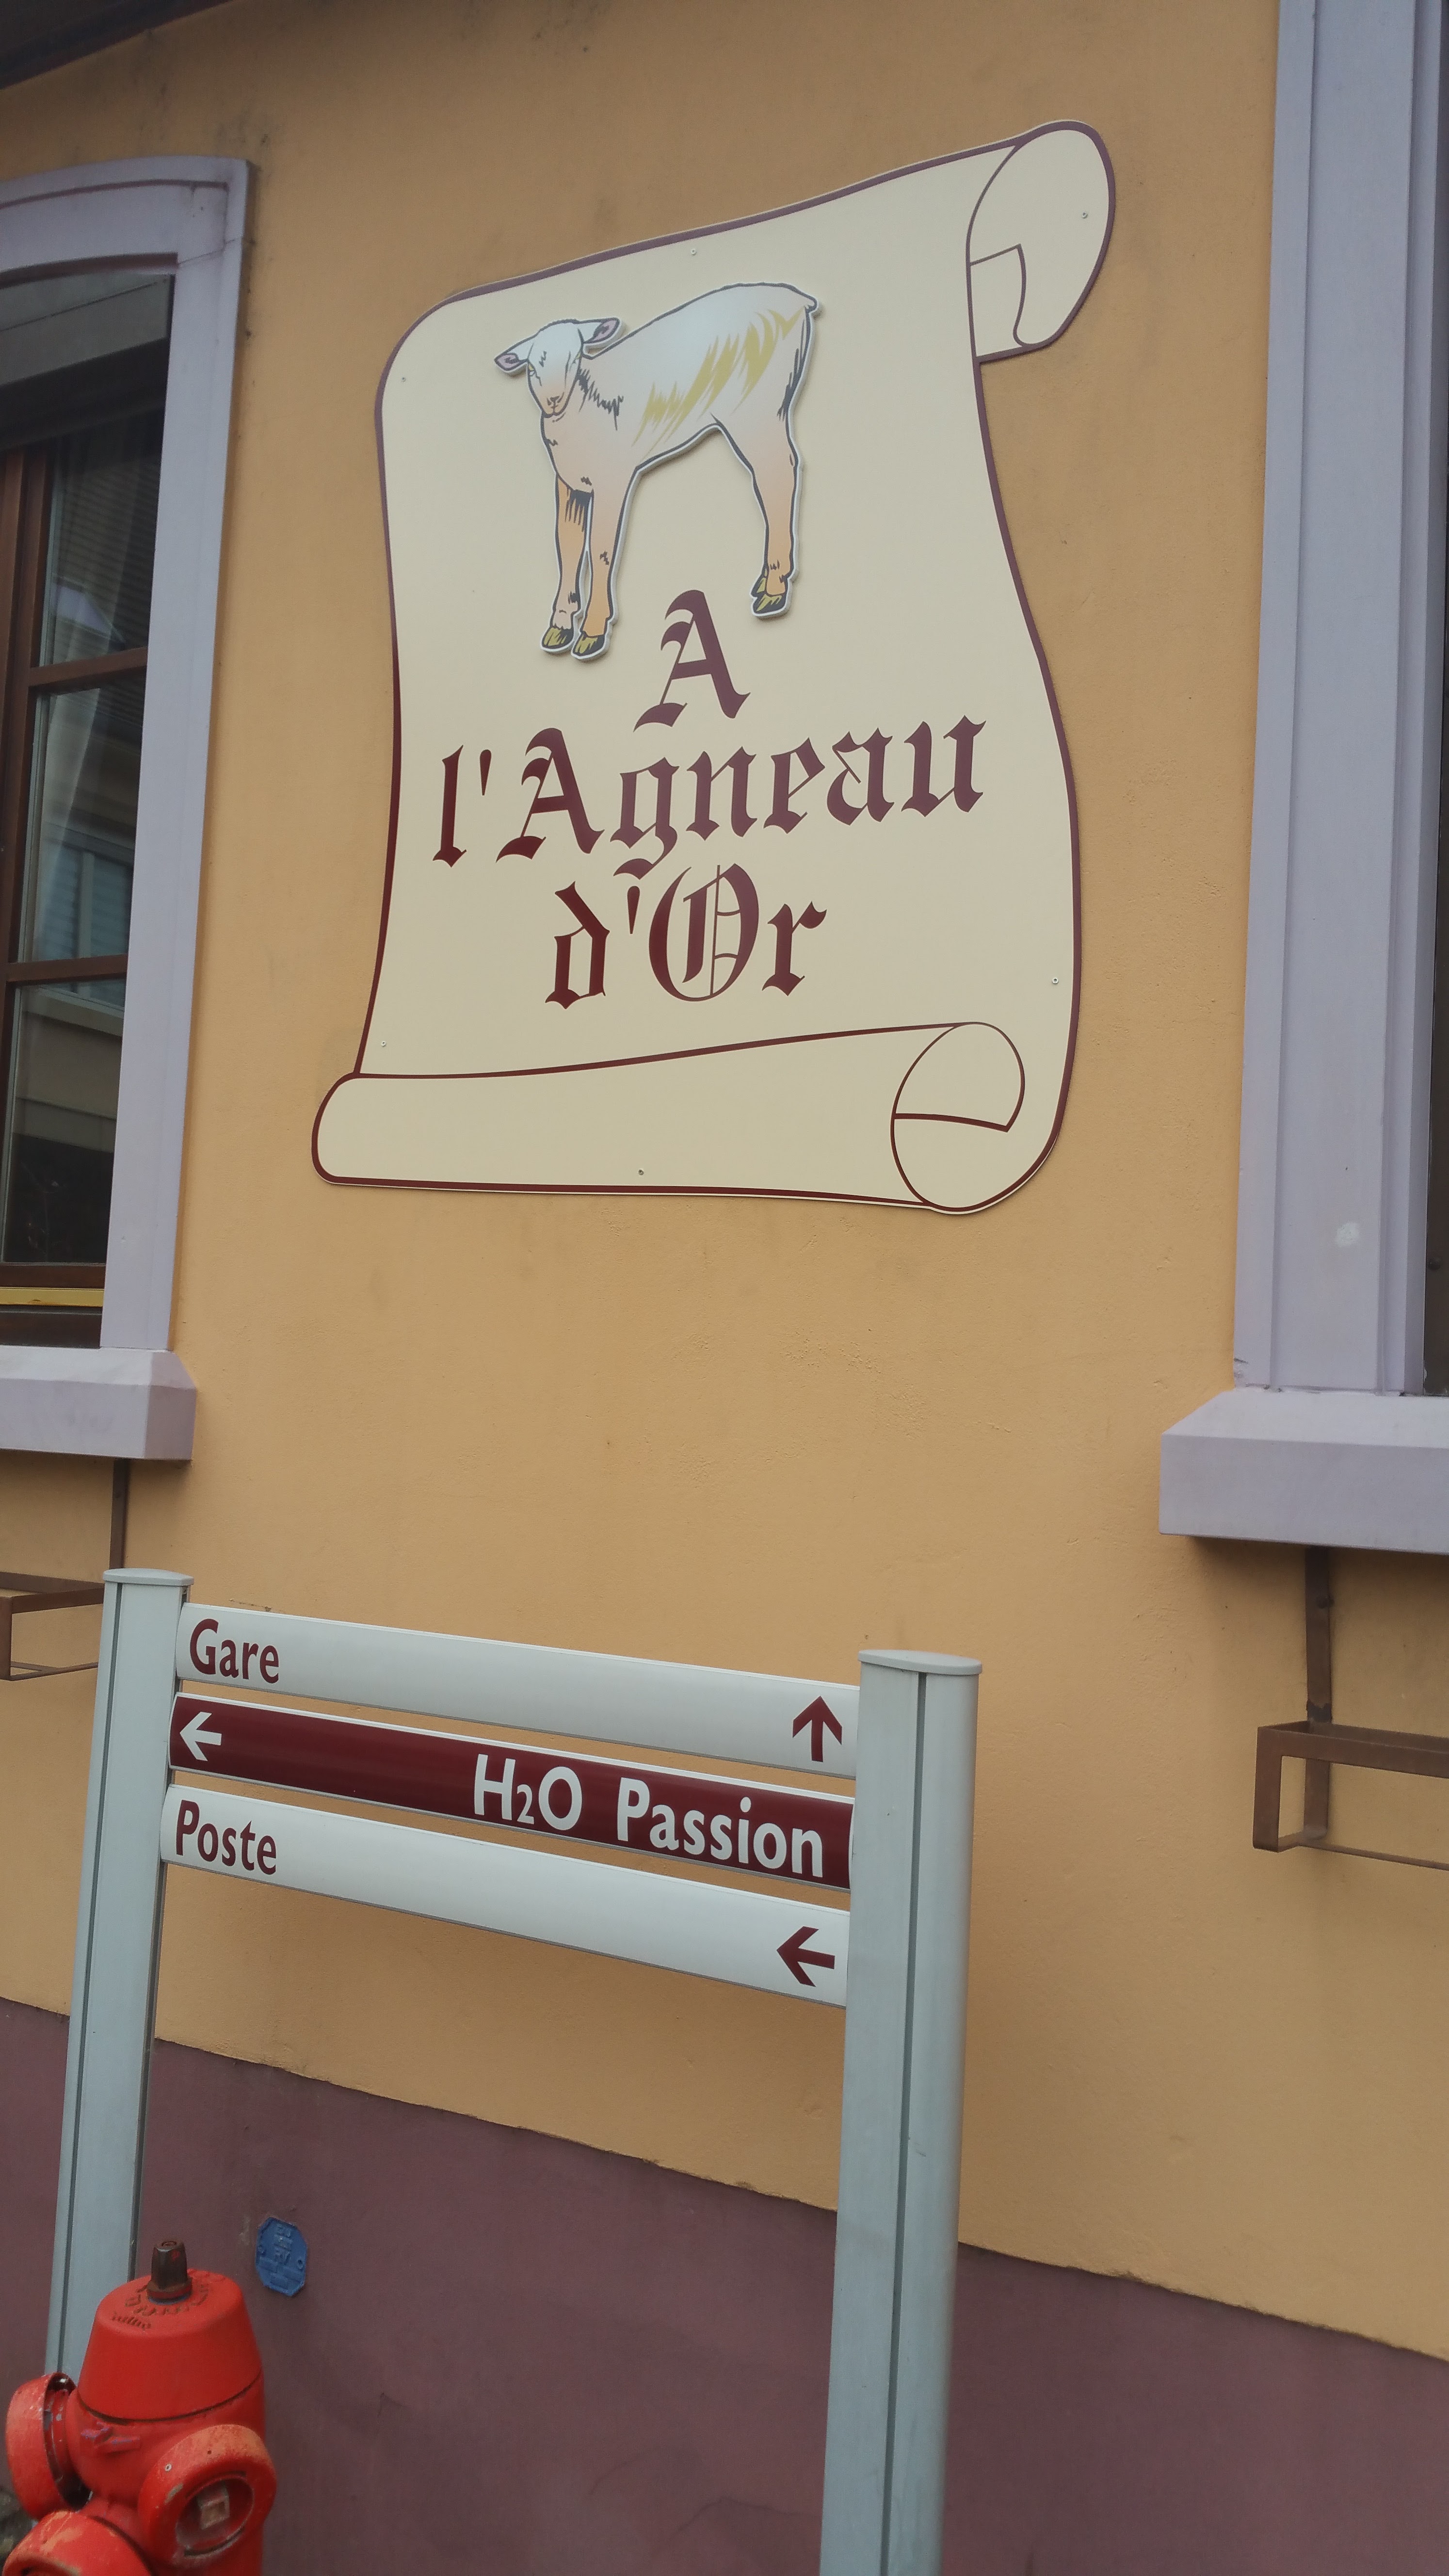 A
l'Agneau
d'Or
Gare
H2O Passion
Poste